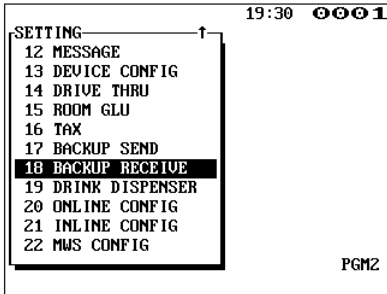 19:30 0001
SETTING ↑
12 MESSAGE
13 DEVICE CONFIG
14 DRIVE THRU
15 ROOM GLU
16 TAX
17 BACKUP SEND
18 BACKUP RECEIVE
19 DRINK DISPENSER
20 ONLINE CONFIG
21 INLINE CONFIG
22 MWS CONFIG
PGM2